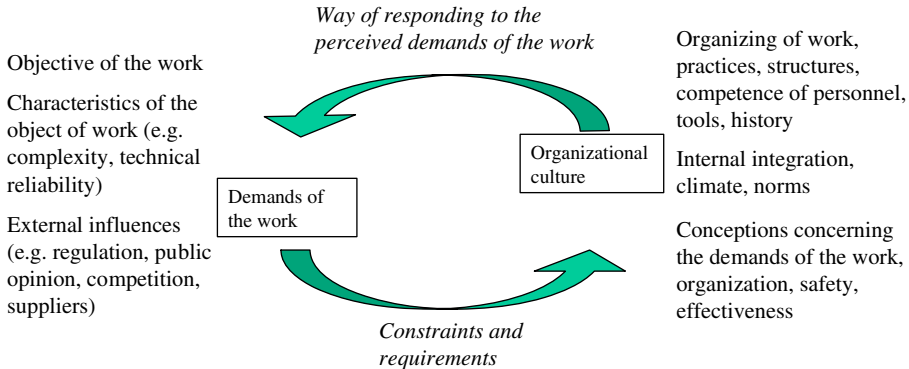 Way of responding to the
perceived demands of the work
Objective of the work
Characteristics of the
object of work (e.g.
complexity, technical
reliability)
External influences
(e.g. regulation, public
opinion, competition,
suppliers)
Demands of
the work
Organizational
culture
Organizing of work,
practices, structures,
competence of personnel,
tools, history
Internal integration,
climate, norms
Conceptions concerning
the demands of the work,
organization, safety,
effectiveness
Constraints and
requirements